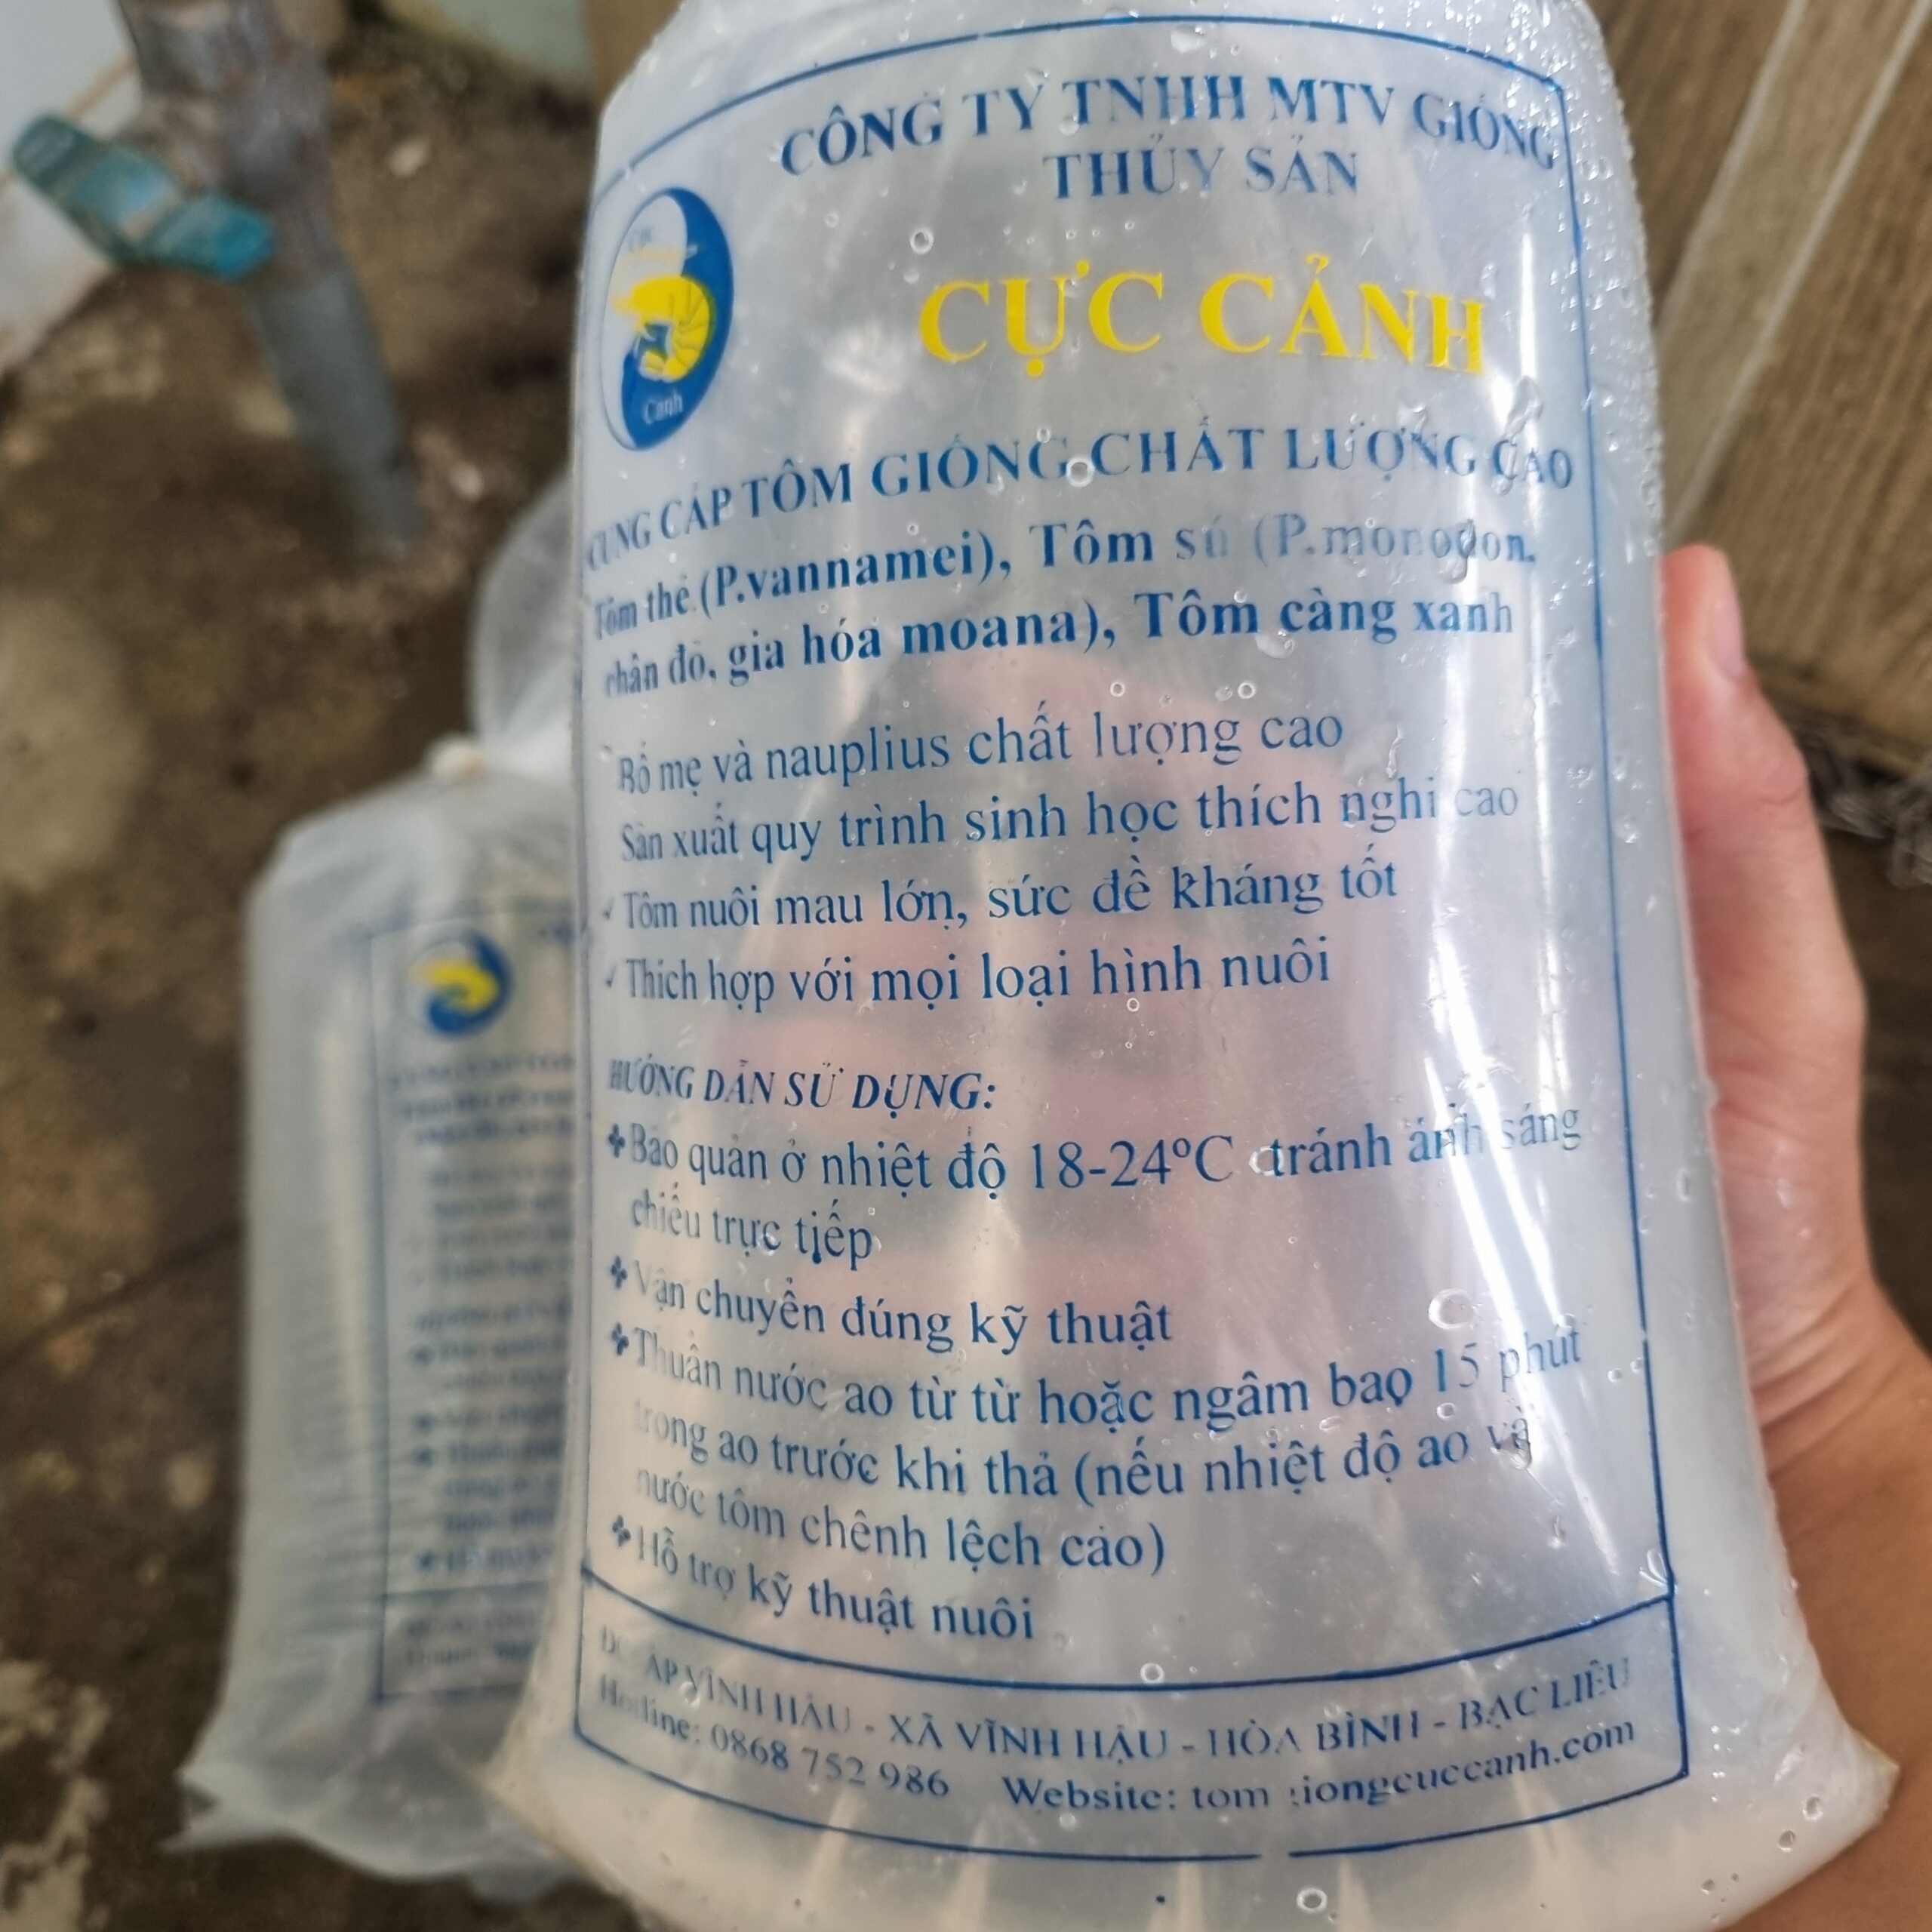 CÔNG TY TNHH MTV GIỐNG
THỦY SẢN
Cực
Cảnh
CỰC CẢNH
CUNG CẤP TÔM GIỐNG CHẤT LƯỢNG CAO
Tôm thẻ (P.vannamei), Tôm sú (P.monodon.
chân đỏ, gia hóa moana), Tôm càng xanh
Bố mẹ và nauplius chất lượng cao
Sản xuất quy trình sinh học thích nghi cao
✓ Tôm nuôi mau lớn, sức đề kháng tốt
✓ Thích hợp với mọi loại hình nuôi
HƯỚNG DẪN SỬ DỤNG:
✤ Bảo quản ở nhiệt độ 18-24ºC tránh ánh sáng
chiếu trực tiếp
✤ Vận chuyển đúng kỹ thuật
✤ Thuần nước ao từ từ hoặc ngâm bao 15 phút
trong ao trước khi thả (nếu nhiệt độ ao và
nước tôm chênh lệch cao)
✤ Hỗ trợ kỹ thuật nuôi
ĐC: ẤP VĨNH HẬU - XÃ VĨNH HẬU - HÒA BÌNH - BẠC LIÊU
Hotline: 0868 752 986 Website: tomgiongcuccanh.com